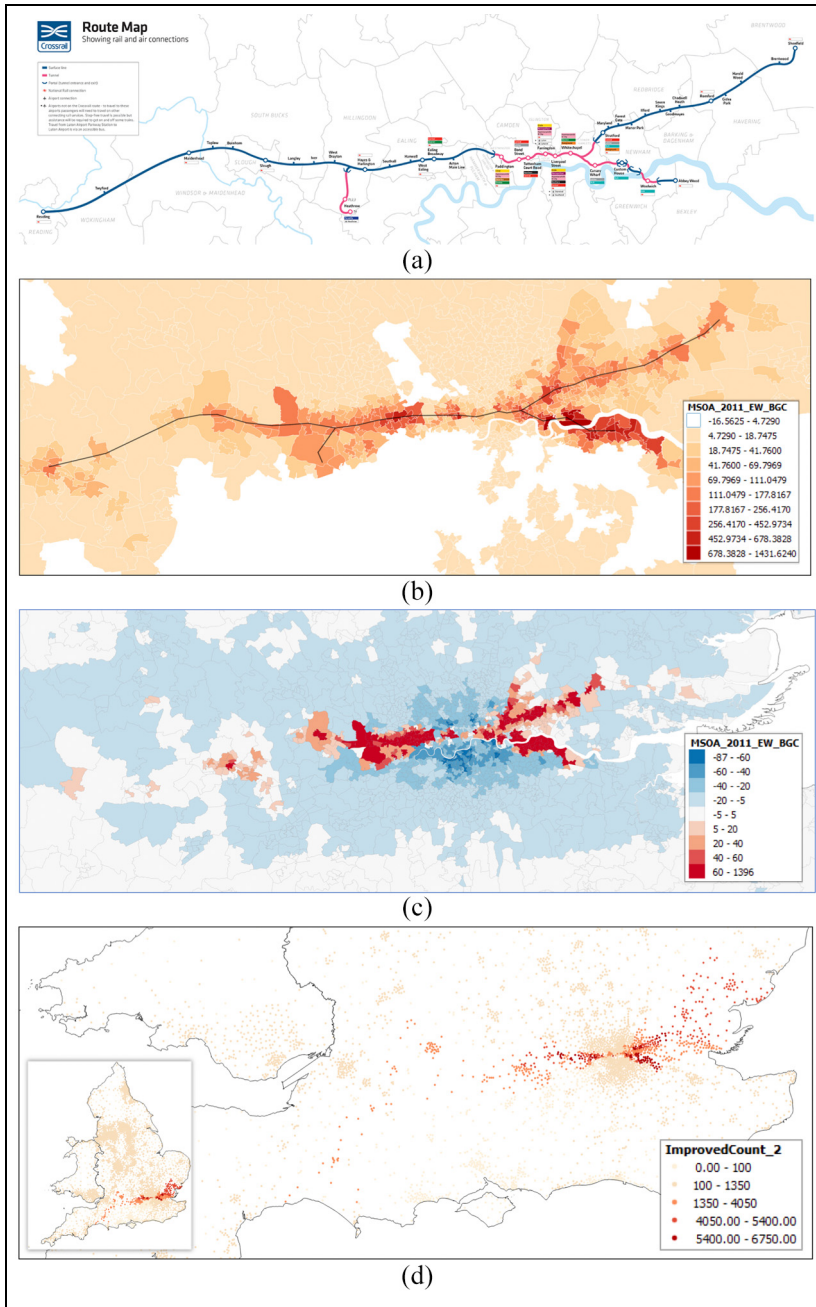 Crossrail
Route Map
Showing rail and air connections
BRENTWOOD
Shenfield
Brentwood
Harold
Wood
Gidea
Park
Romford
Chadwell
Heath
Goodmayes
Seven
Kings
Ilford
Manor Park
Forest
Gate
Maryland
Stratford
REDBRIDGE
HAVERING
BARKING &
DAGENHAM
NEWHAM
SOUTH BUCKS
HILLINGDON
EALING
CAMDEN
Ealing
Broadway
Paddington
Bond
Street
Tottenham
Court Road
Farringdon
Liverpool
Street
Whitechapel
Canary
Wharf
Custom
House
Woolwich
Abbey Wood
GREENWICH
BEXLEY
Taplow
Burnham
Maidenhead
SLOUGH
Slough
Langley
Iver
West
Drayton
Hayes &
Harlington
Southall
Hanwell
West
Ealing
Acton
Main Line
Heathrow
Twyford
Reading
READING
WOKINGHAM
WINDSOR & MAIDENHEAD
(a)
MSOA_2011_EW_BGC
-16.5625 - 4.7290
4.7290 - 18.7475
18.7475 - 41.7600
41.7600 - 69.7969
69.7969 - 111.0479
111.0479 - 177.8167
177.8167 - 256.4170
256.4170 - 452.9734
452.9734 - 678.3828
678.3828 - 1431.6240
(b)
MSOA_2011_EW_BGC
-87 - -60
-60 - -40
-40 - -20
-20 - -5
-5 - 5
5 - 20
20 - 40
40 - 60
60 - 1396
(c)
ImprovedCount_2
0.00 - 100
100 - 1350
1350 - 4050
4050.00 - 5400.00
5400.00 - 6750.00
(d)